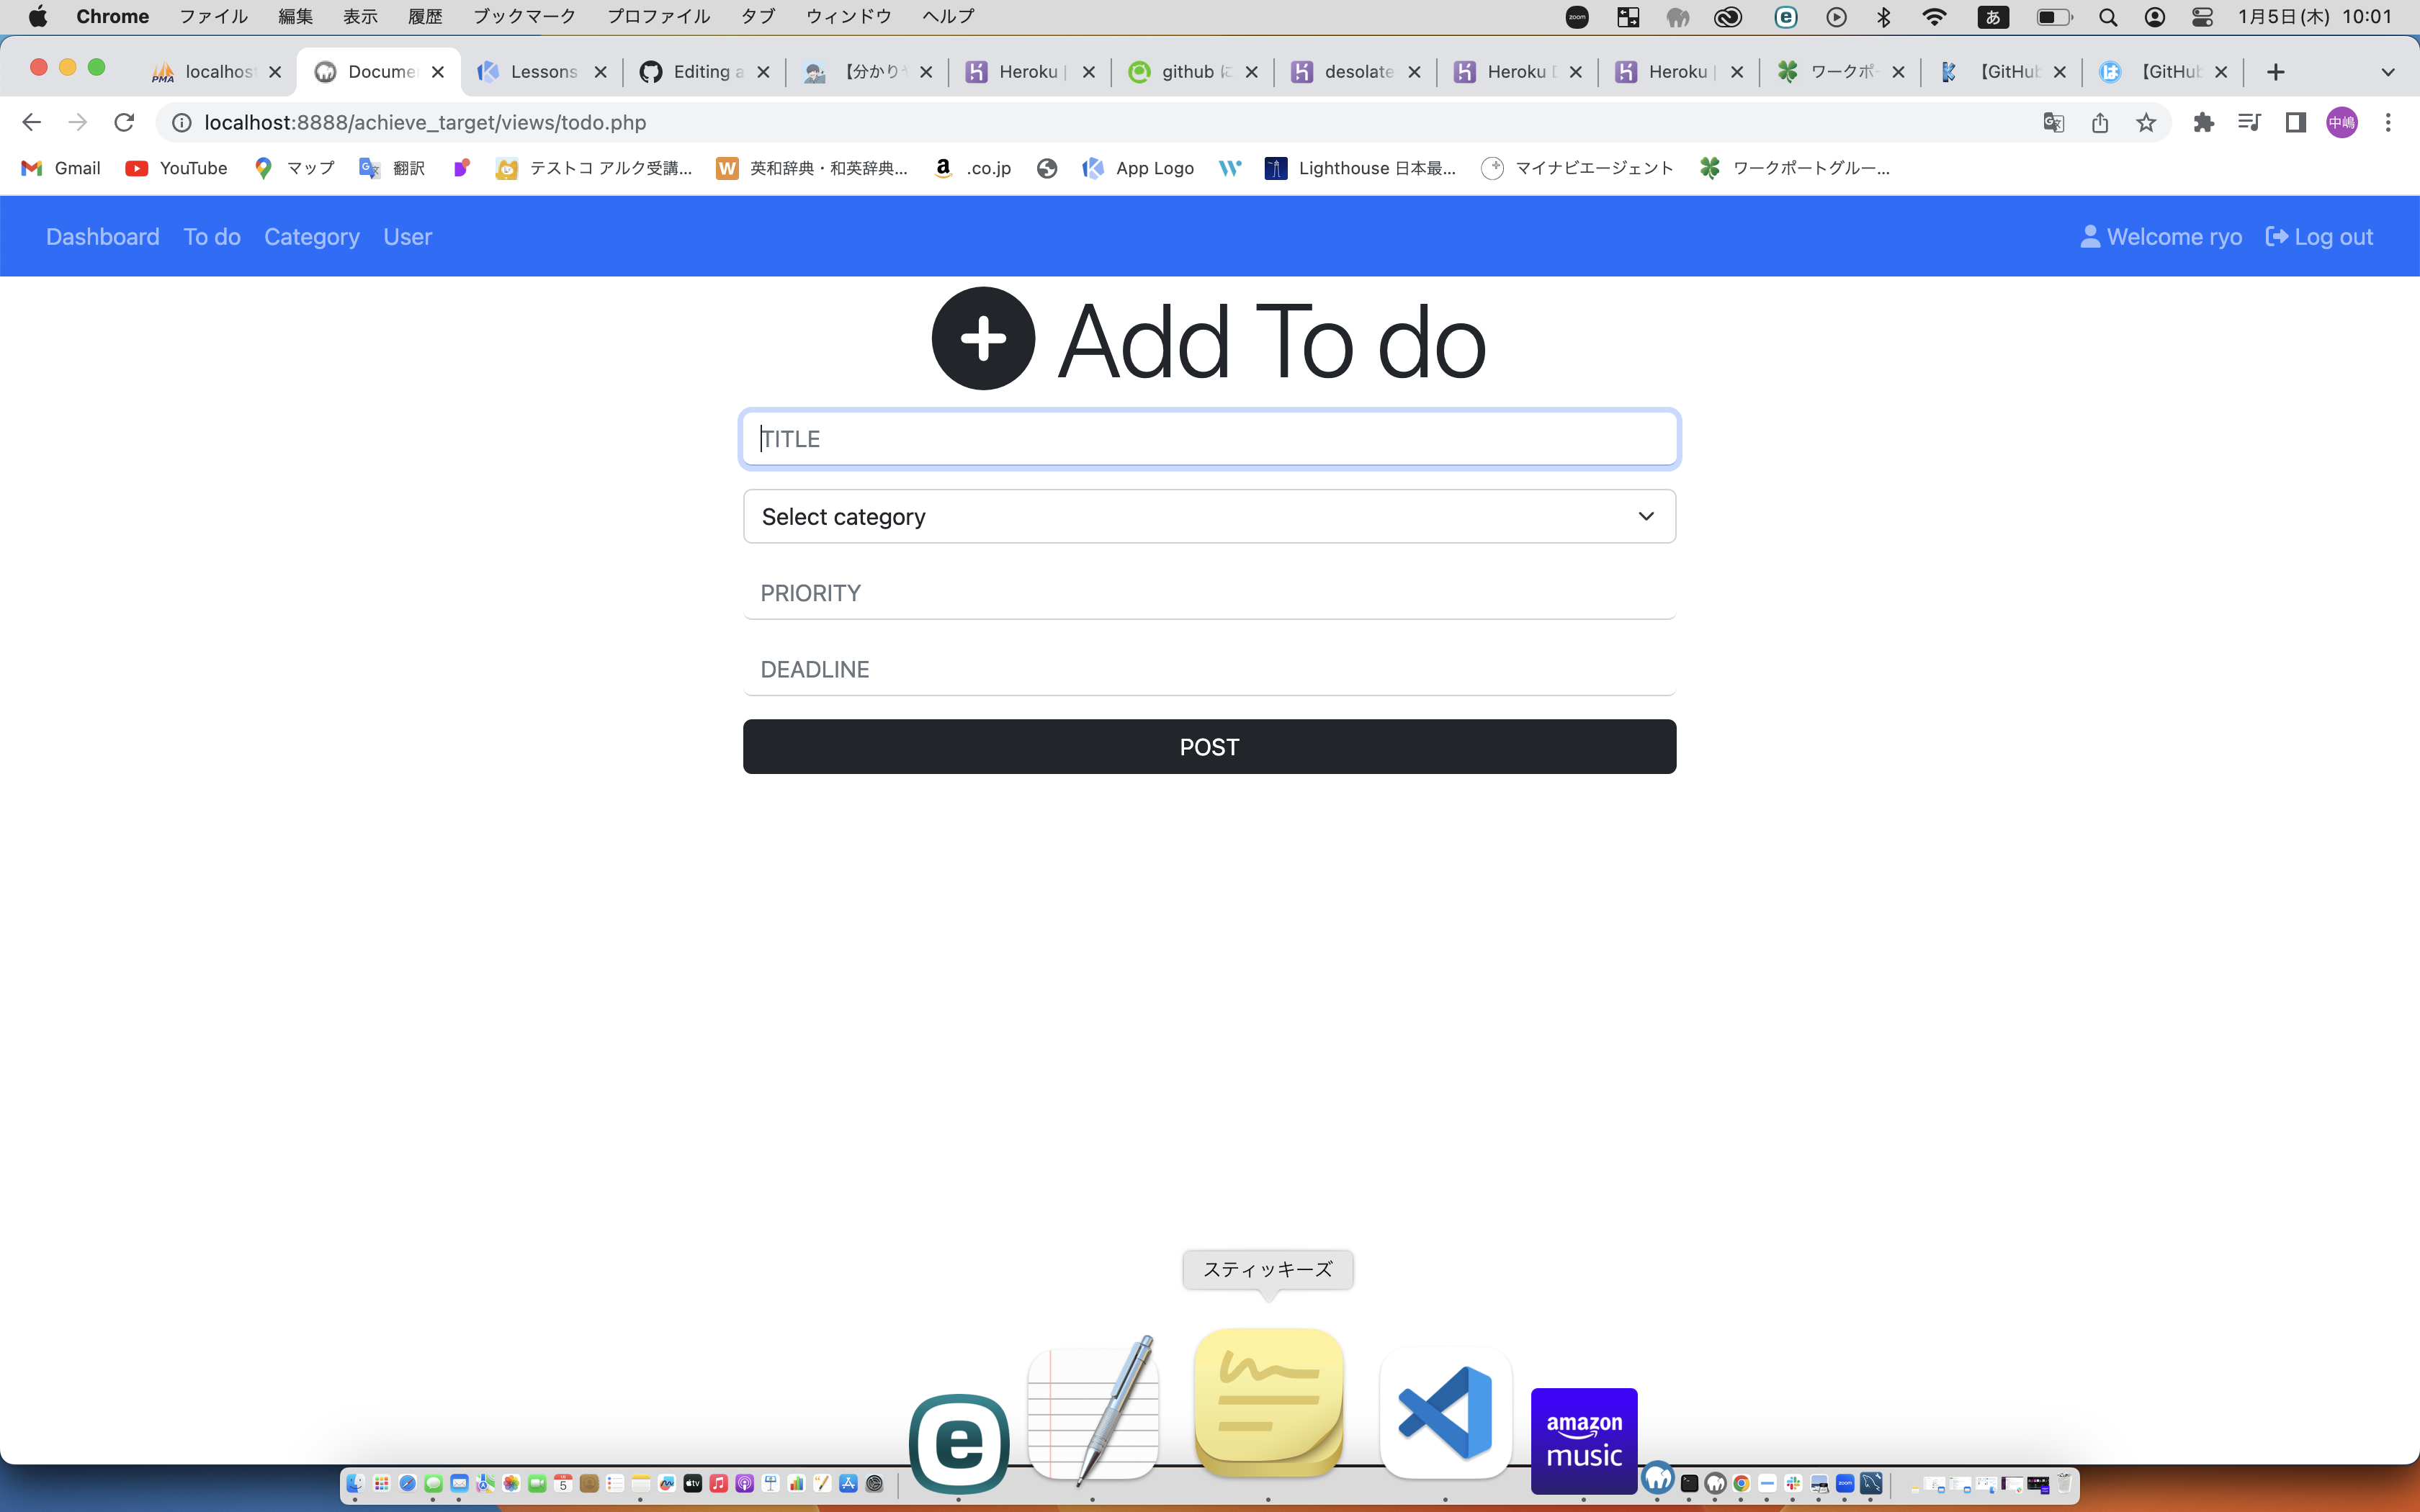 Chrome ファイル 編集 表示 履歴 ブックマーク プロファイル タブ ウィンドウ ヘルプ zoom あ 1月5日(木) 10:01
localhos Docume Lessons Editing a 【分かりや Heroku | github に desolate Heroku D Heroku | ワークポー 【GitHub 【GitHub
localhost:8888/achieve_target/views/todo.php 中嶋
Gmail YouTube マップ 翻訳 テストコ アルク受講... 英和辞典・和英辞典... .co.jp App Logo Lighthouse 日本最... マイナビエージェント ワークポートグルー...
Dashboard To do Category User Welcome ryo Log out
Add To do
TITLE
Select category
PRIORITY
DEADLINE
POST
スティッキーズ
amazon
music